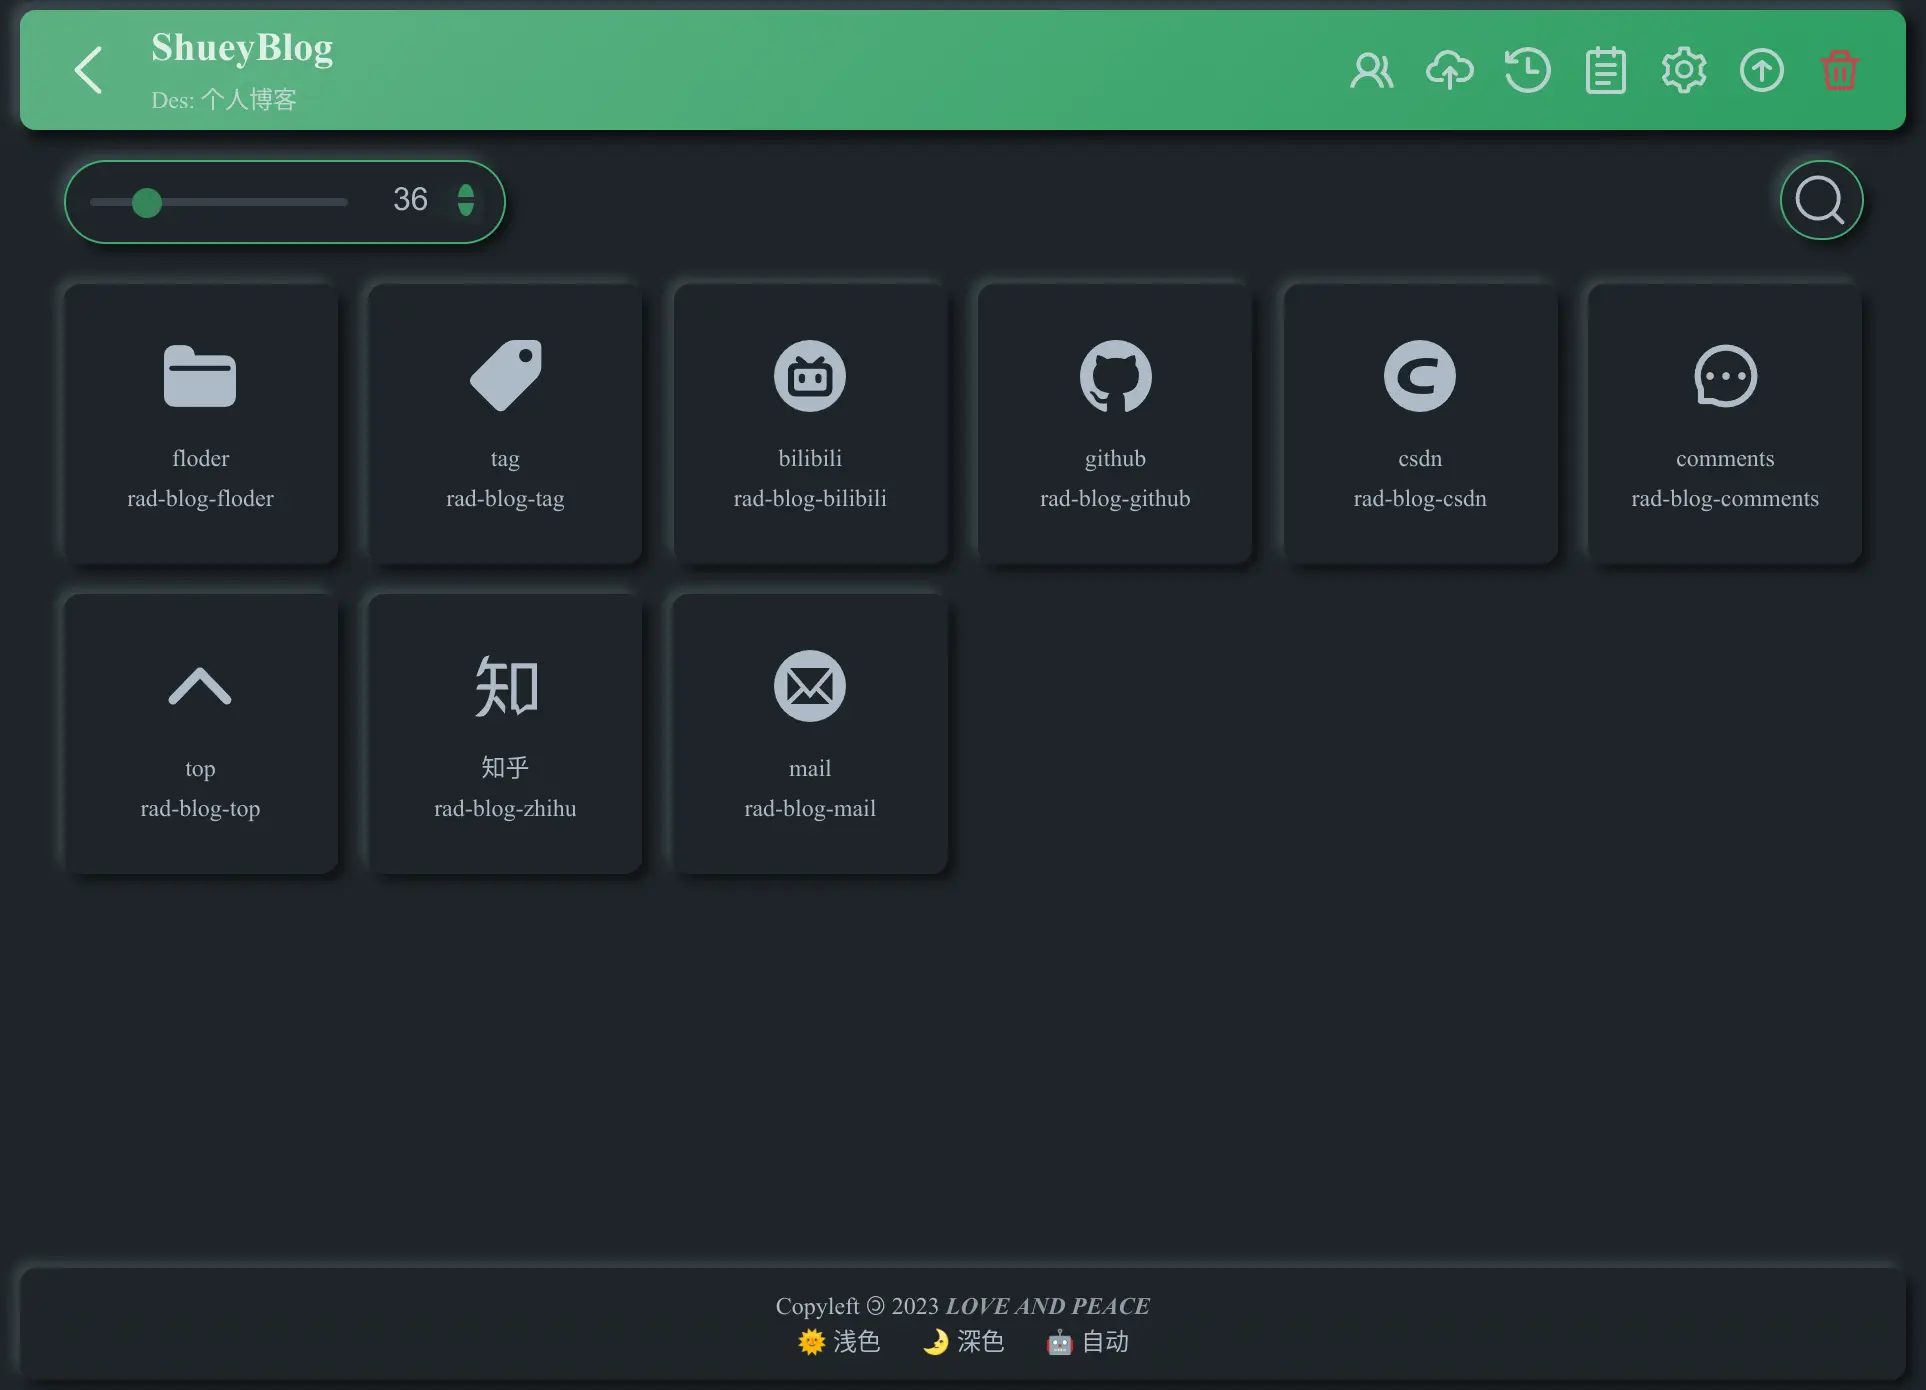 ShueyBlog
Des: 个人博客
36
floder
rad-blog-floder
tag
rad-blog-tag
bilibili
rad-blog-bilibili
github
rad-blog-github
csdn
rad-blog-csdn
comments
rad-blog-comments
top
rad-blog-top
知
知乎
rad-blog-zhihu
mail
rad-blog-mail
Copyleft 🄯 2023 LOVE AND PEACE
🌞 浅色 🌛 深色 🤖 自动